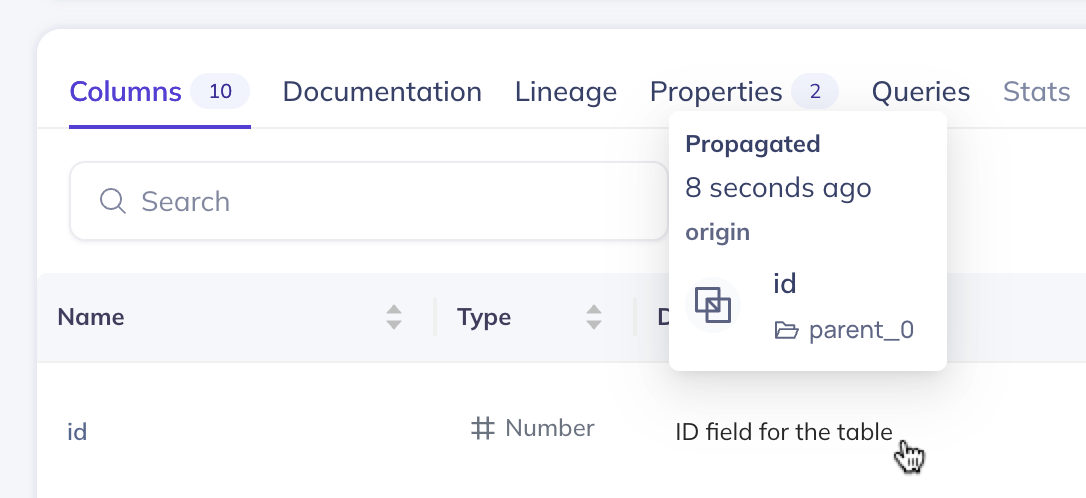 Columns 10 Documentation Lineage Properties 2 Queries Stats
Propagated
8 seconds ago
Search
origin
id
parent_0
Name Type D
id Number ID field for the table